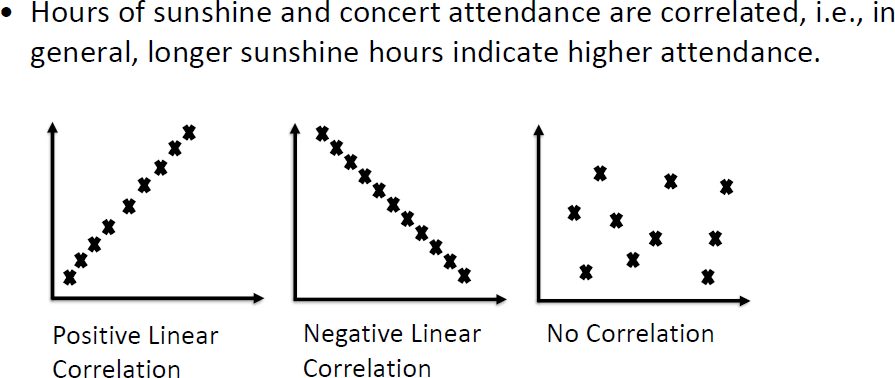 • Hours of sunshine and concert attendance are correlated, i.e., in
general, longer sunshine hours indicate higher attendance.
Positive Linear
Correlation
Negative Linear
Correlation
No Correlation